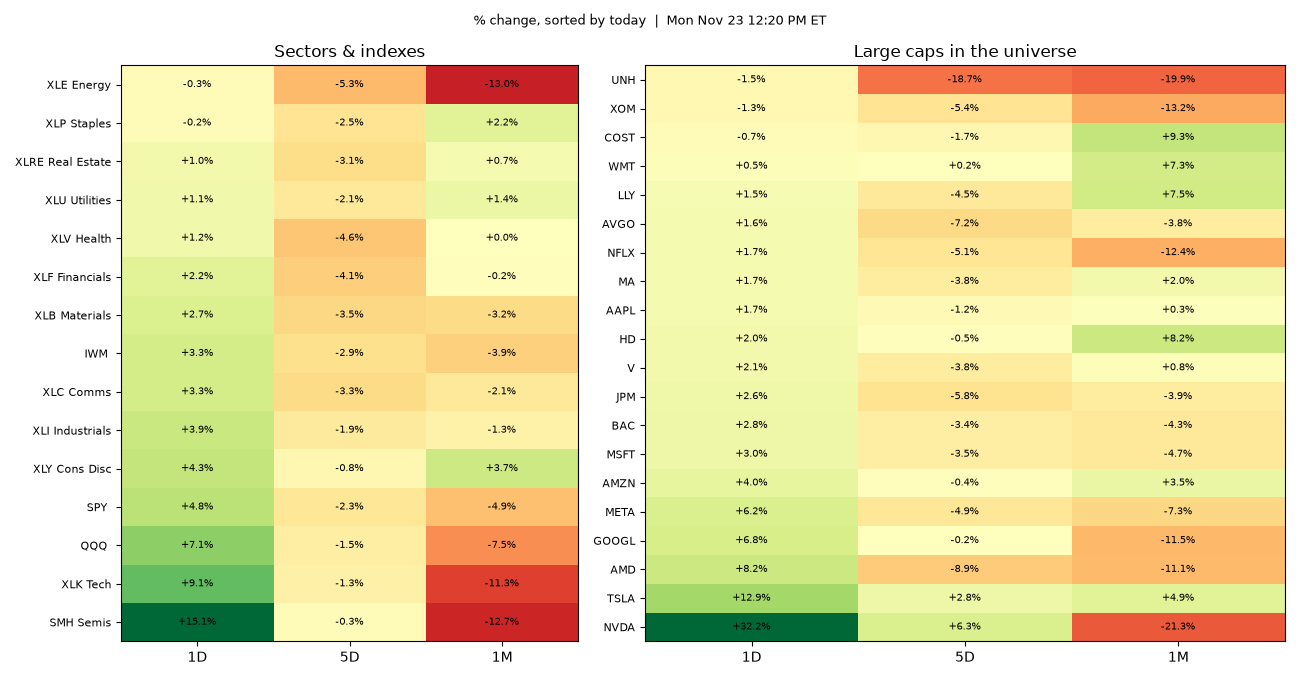 % change, sorted by today | Mon Nov 23 12:20 PM ET
Sectors & indexes
XLE Energy -0.3% -5.3% -13.0%
XLP Staples -0.2% -2.5% +2.2%
XLRE Real Estate +1.0% -3.1% +0.7%
XLU Utilities +1.1% -2.1% +1.4%
XLV Health +1.2% -4.6% +0.0%
XLF Financials +2.2% -4.1% -0.2%
XLB Materials +2.7% -3.5% -3.2%
IWM +3.3% -2.9% -3.9%
XLC Comms +3.3% -3.3% -2.1%
XLI Industrials +3.9% -1.9% -1.3%
XLY Cons Disc +4.3% -0.8% +3.7%
SPY +4.8% -2.3% -4.9%
QQQ +7.1% -1.5% -7.5%
XLK Tech +9.1% -1.3% -11.3%
SMH Semis +15.1% -0.3% -12.7%
1D 5D 1M
Large caps in the universe
UNH -1.5% -18.7% -19.9%
XOM -1.3% -5.4% -13.2%
COST -0.7% -1.7% +9.3%
WMT +0.5% +0.2% +7.3%
LLY +1.5% -4.5% +7.5%
AVGO +1.6% -7.2% -3.8%
NFLX +1.7% -5.1% -12.4%
MA +1.7% -3.8% +2.0%
AAPL +1.7% -1.2% +0.3%
HD +2.0% -0.5% +8.2%
V +2.1% -3.8% +0.8%
JPM +2.6% -5.8% -3.9%
BAC +2.8% -3.4% -4.3%
MSFT +3.0% -3.5% -4.7%
AMZN +4.0% -0.4% +3.5%
META +6.2% -4.9% -7.3%
GOOGL +6.8% -0.2% -11.5%
AMD +8.2% -8.9% -11.1%
TSLA +12.9% +2.8% +4.9%
NVDA +32.2% +6.3% -21.3%
1D 5D 1M